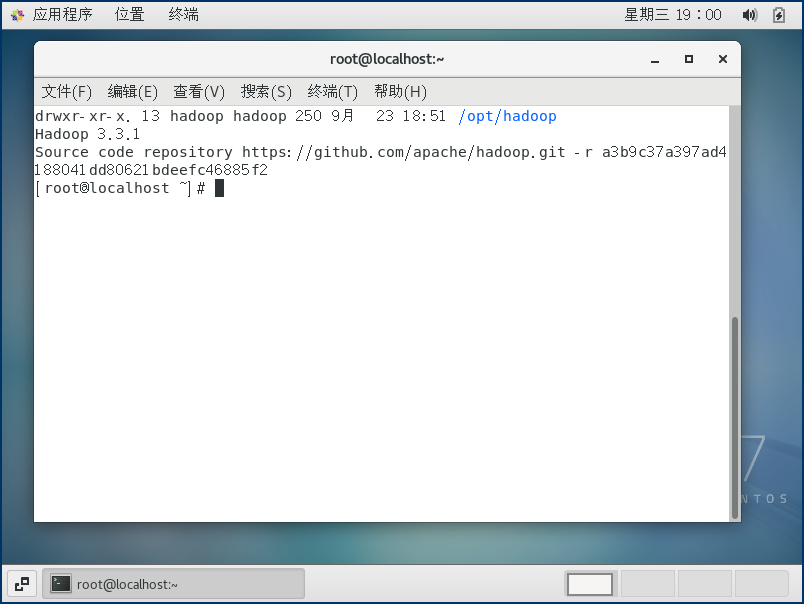 应用程序 位置 终端 星期三 19：00
root@localhost:~
文件(F) 编辑(E) 查看(V) 搜索(S) 终端(T) 帮助(H)
drwxr-xr-x. 13 hadoop hadoop 250 9月 23 18:51 /opt/hadoop
Hadoop 3.3.1
Source code repository https://github.com/apache/hadoop.git -r a3b9c37a397ad4
188041dd80621bdeefc46885f2
[root@localhost ~]#
7
NTOS
root@localhost:~